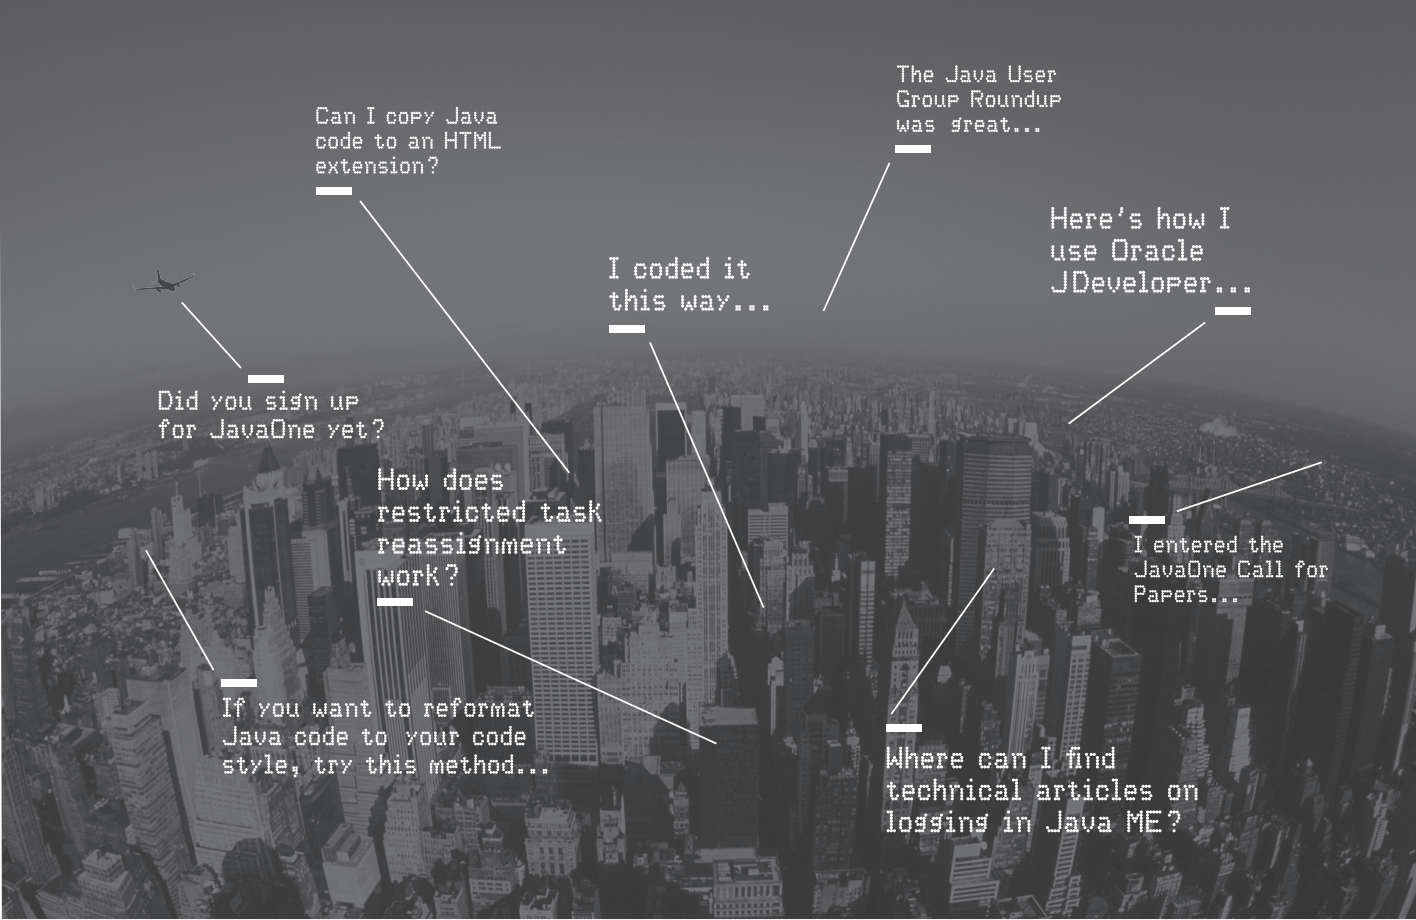 The Java User
Group Roundup
was great...
Can I copy Java
code to an HTML
extension?
Here's how I
use Oracle
JDeveloper...
I coded it
this way...
Did you sign up
for JavaOne yet?
How does
restricted task
reassignment
work?
I entered the
JavaOne Call for
Papers...
If you want to reformat
Java code to your code
style, try this method...
Where can I find
technical articles on
logging in Java ME?